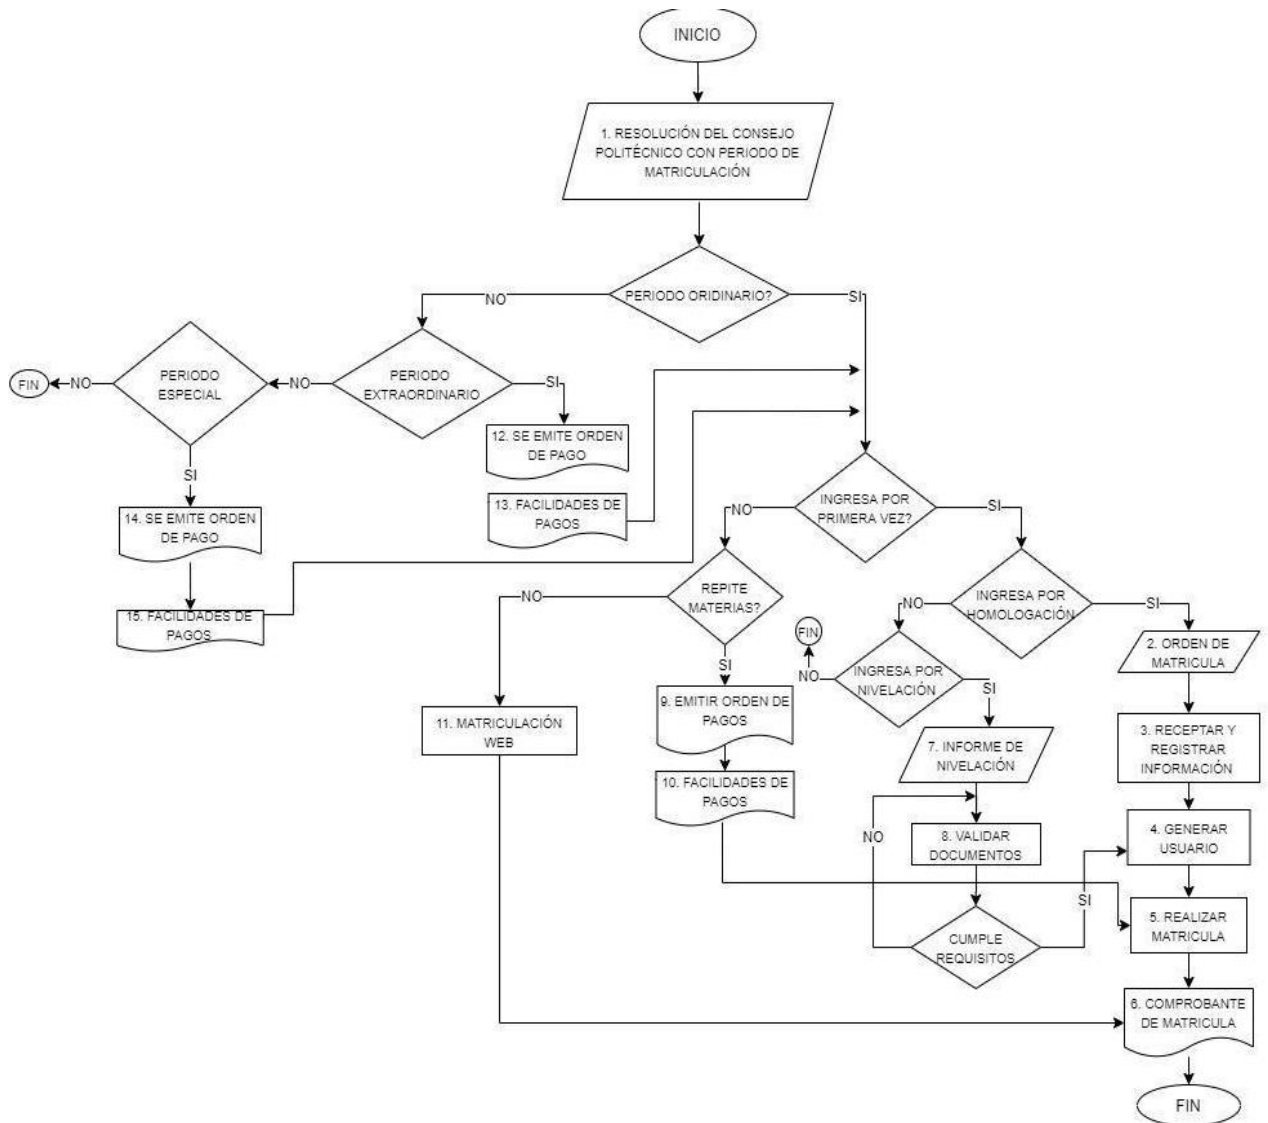 INICIO
1. RESOLUCIÓN DEL CONSEJO
POLITÉCNICO CON PERIODO DE
MATRICULACIÓN
PERIODO ORIDINARIO?
NO
SI
PERIODO
ESPECIAL
PERIODO
EXTRAORDINARIO
FIN
NO
NO
SI
12. SE EMITE ORDEN
DE PAGO
SI
13. FACILIDADES DE
PAGOS
14. SE EMITE ORDEN
DE PAGO
15. FACILIDADES DE
PAGOS
INGRESA POR
PRIMERA VEZ?
NO
SI
REPITE
MATERIAS?
NO
SI
INGRESA POR
HOMOLOGACIÓN
NO
SI
FIN
INGRESA POR
NIVELACIÓN
NO
SI
2. ORDEN DE
MATRICULA
9. EMITIR ORDEN DE
PAGOS
11. MATRICULACIÓN
WEB
7. INFORME DE
NIVELACIÓN
3. RECEPTAR Y
REGISTRAR
INFORMACIÓN
10. FACILIDADES DE
PAGOS
8. VALIDAR
DOCUMENTOS
NO
4. GENERAR
USUARIO
SI
CUMPLE
REQUISITOS
5. REALIZAR
MATRICULA
6. COMPROBANTE
DE MATRICULA
FIN